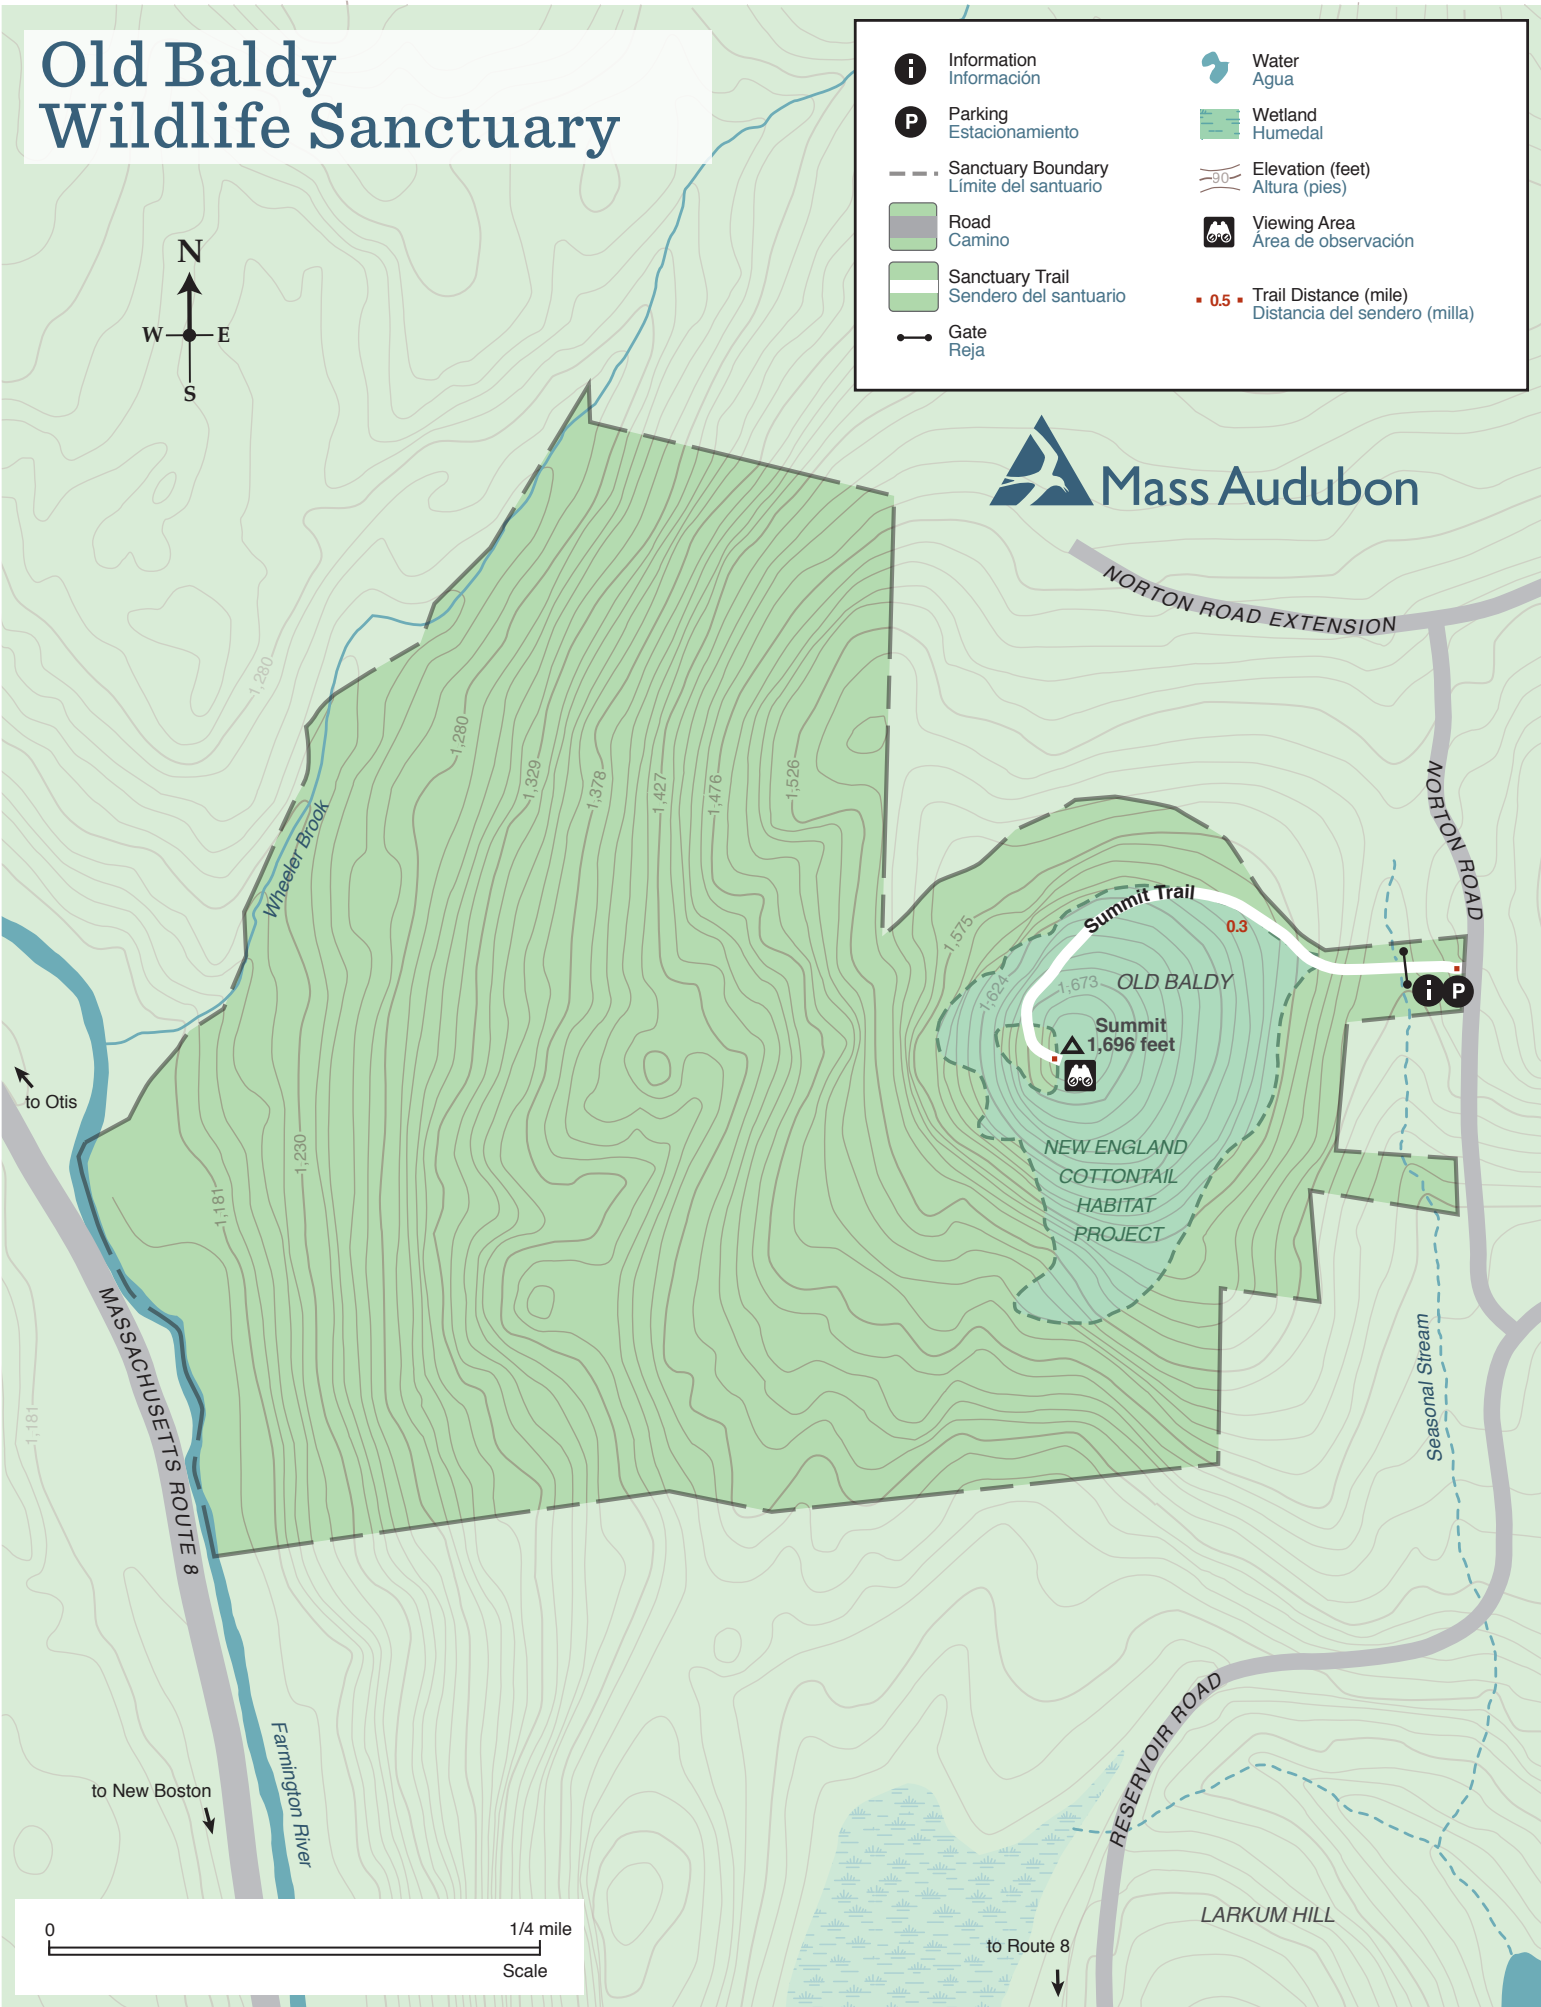 Old Baldy
Wildlife Sanctuary
N
W
E
S
Information
Información
Parking
Estacionamiento
Sanctuary Boundary
Límite del santuario
Road
Camino
Sanctuary Trail
Sendero del santuario
Gate
Reja
Water
Agua
Wetland
Humedal
90
Elevation (feet)
Altura (pies)
Viewing Area
Área de observación
0.5
Trail Distance (mile)
Distancia del sendero (milla)
i
P
Mass Audubon
NORTON ROAD EXTENSION
NORTON ROAD
1,280
1,280
1,329
1,378
1,427
1,476
1,526
Wheeler Brook
Summit Trail
0.3
1,575
1,624
1,673
OLD BALDY
Summit
1,696 feet
i
P
to Otis
NEW ENGLAND
COTTONTAIL
HABITAT
PROJECT
1,230
1,181
1,181
MASSACHUSETTS ROUTE 8
Seasonal Stream
RESERVOIR ROAD
Farmington River
to New Boston
LARKUM HILL
to Route 8
0
1/4 mile
Scale